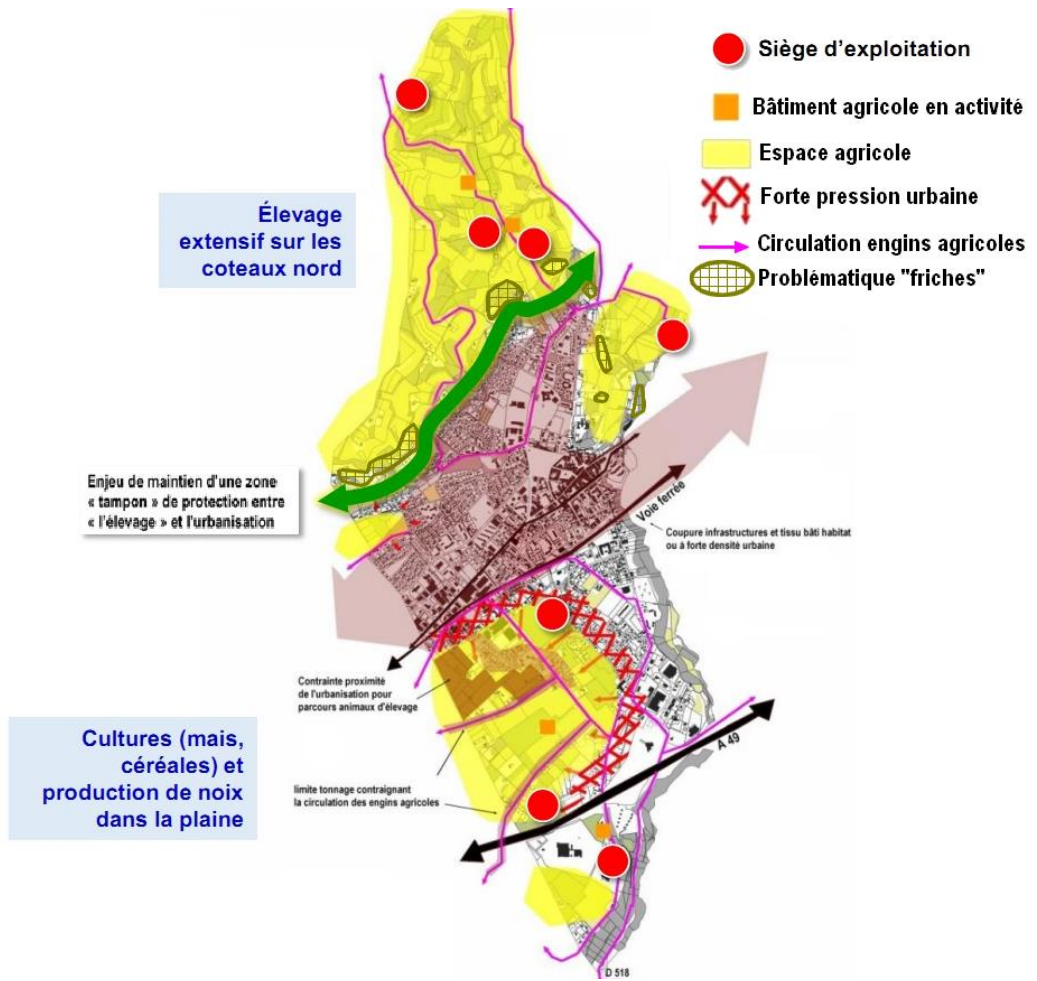 Siège d'exploitation
Bâtiment agricole en activité
Espace agricole
Forte pression urbaine
Circulation engins agricoles
Problématique "friches"
Élevage
extensif sur les
coteaux nord
Enjeu de maintien d'une zone
« tampon » de protection entre
« l'élevage » et l'urbanisation
Voie ferrée
Coupure infrastructures et tissu bâti habitat
ou à forte densité urbaine
Contrainte proximité
de l'urbanisation pour
parcours animaux d'élevage
Cultures (mais,
céréales) et
production de noix
dans la plaine
limite tonnage contraignant
la circulation des engins agricoles
A 49
D 518